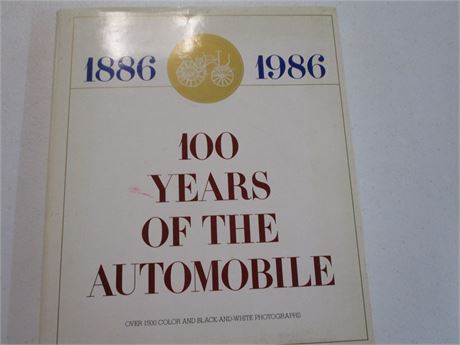 1886 1986
100
YEARS
OF THE
AUTOMOBILE
OVER 1500 COLOR AND BLACK-AND-WHITE PHOTOGRAPHS